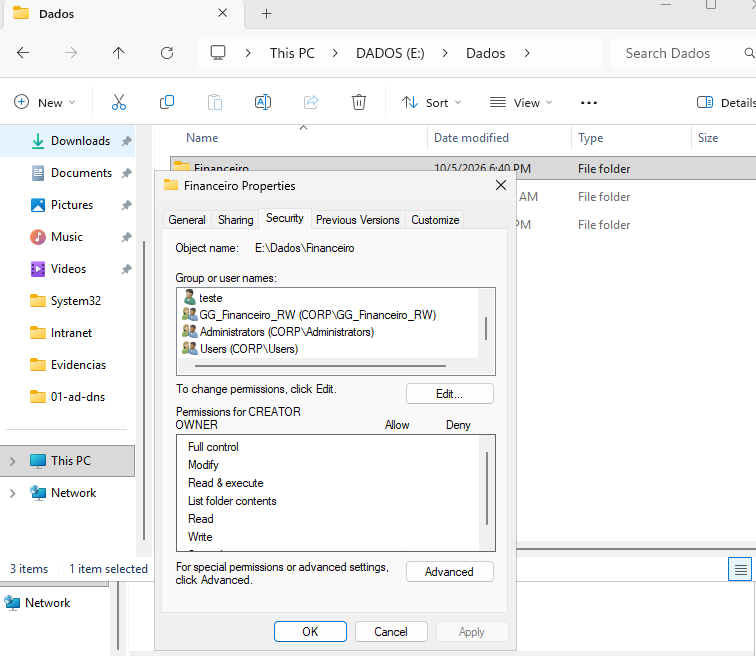 Dados
This PC
DADOS (E:)
Dados
Search Dados
New
Sort
View
Details
Downloads
Documents
Pictures
Music
Videos
System32
Intranet
Evidencias
01-ad-dns
This PC
Network
3 items
1 item selected
Network
Name
Date modified
Type
Size
Financeiro
10/5/2026 6:40 PM
File folder
AM
File folder
PM
File folder
Financeiro Properties
General
Sharing
Security
Previous Versions
Customize
Object name:
E:\Dados\Financeiro
Group or user names:
teste
GG_Financeiro_RW (CORP\GG_Financeiro_RW)
Administrators (CORP\Administrators)
Users (CORP\Users)
To change permissions, click Edit.
Edit...
Permissions for CREATOR
OWNER
Allow
Deny
Full control
Modify
Read & execute
List folder contents
Read
Write
For special permissions or advanced settings,
click Advanced.
Advanced
OK
Cancel
Apply